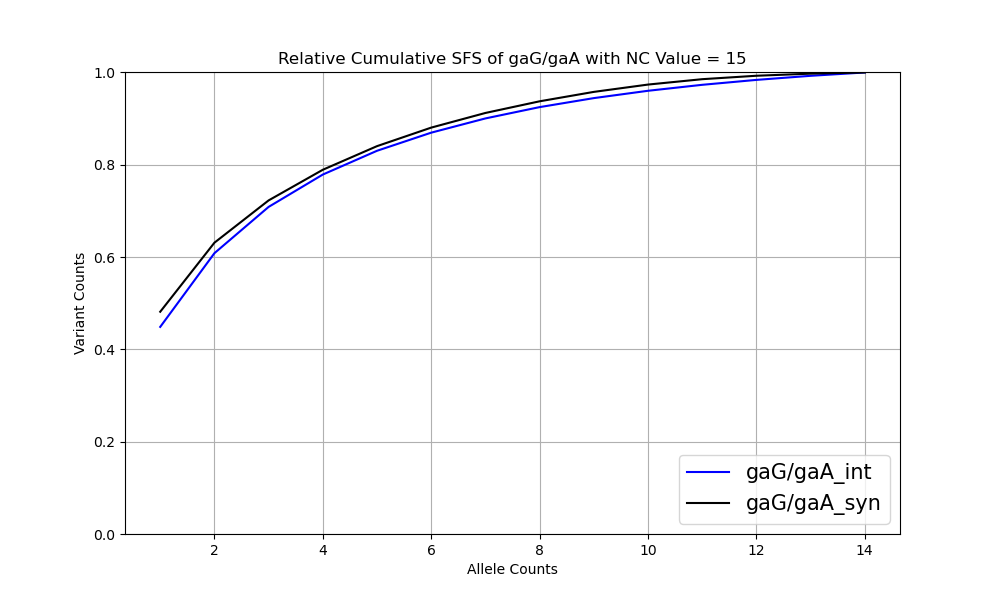 Relative Cumulative SFS of gaG/gaA with NC Value = 15
1.0
0.8
0.6
0.4
0.2
0.0
Variant Counts
gaG/gaA_int
gaG/gaA_syn
2 4 6 8 10 12 14
Allele Counts